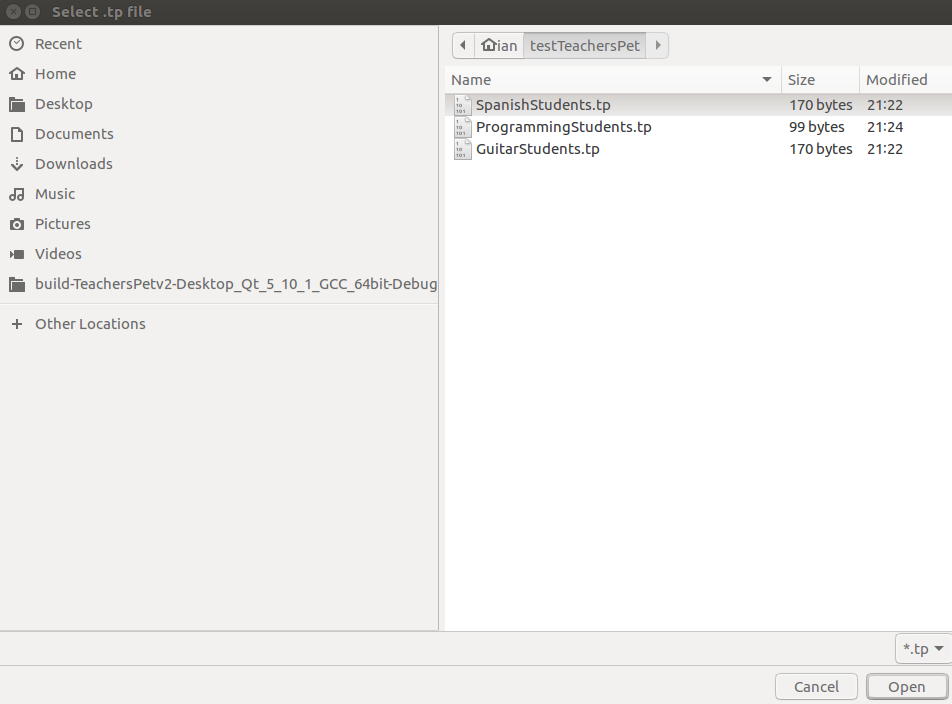 Select .tp file
Recent
Home
Desktop
Documents
Downloads
Music
Pictures
Videos
build-TeachersPetv2-Desktop_Qt_5_10_1_GCC_64bit-Debug
Other Locations
ian testTeachersPet
Name Size Modified
SpanishStudents.tp 170 bytes 21:22
ProgrammingStudents.tp 99 bytes 21:24
GuitarStudents.tp 170 bytes 21:22
*.tp
Cancel Open